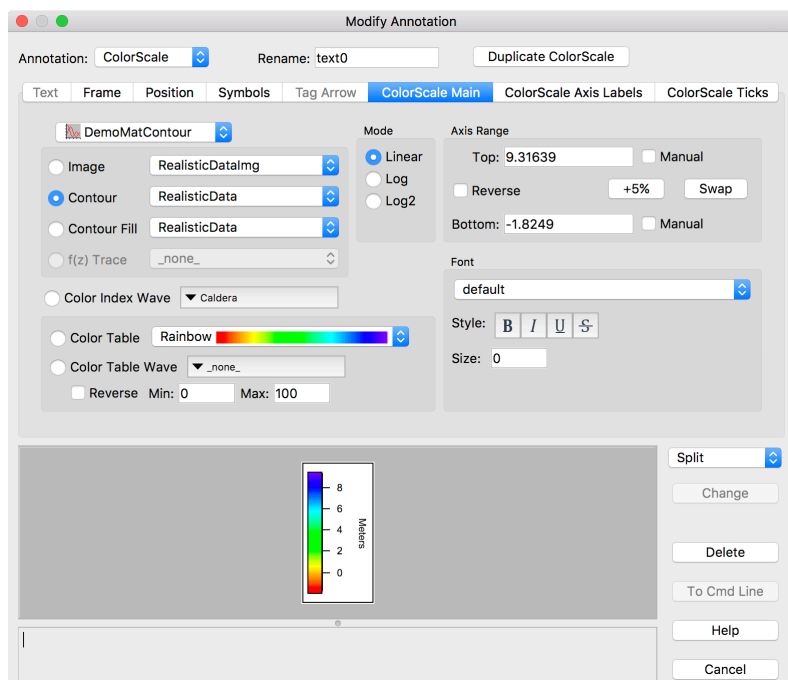 Modify Annotation
Annotation: ColorScale Rename: text0 Duplicate ColorScale
Text Frame Position Symbols Tag Arrow ColorScale Main ColorScale Axis Labels ColorScale Ticks
DemoMatContour Mode Axis Range
Image RealisticDataImg Linear Top: 9.31639 Manual
Log Reverse +5% Swap
Contour RealisticData Log2
Contour Fill RealisticData Bottom: -1.8249 Manual
f(z) Trace _none_ Font
Color Index Wave Caldera default
Color Table Rainbow Style: B I U S
Color Table Wave _none_ Size: 0
Reverse Min: 0 Max: 100
Split
8
6
4
2
0
Meters
Change
Delete
To Cmd Line
Help
Cancel